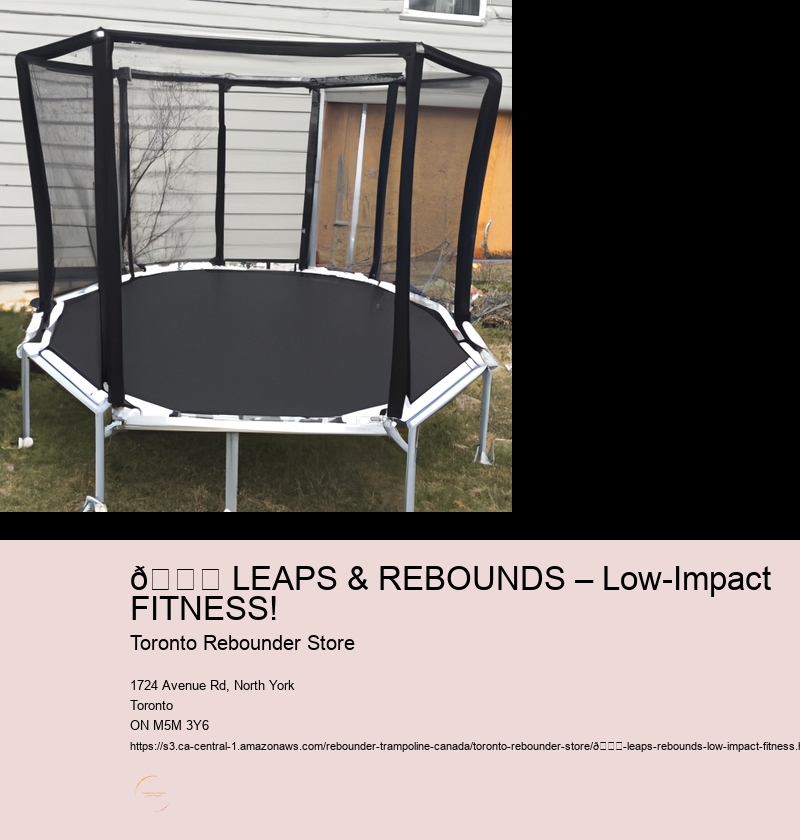 ð□□□ LEAPS & REBOUNDS – Low-Impact
FITNESS!
Toronto Rebounder Store
1724 Avenue Rd, North York
Toronto
ON M5M 3Y6
https://s3.ca-central-1.amazonaws.com/rebounder-trampoline-canada/toronto-rebounder-store/ð□□□-leaps-rebounds-low-impact-fitness.h